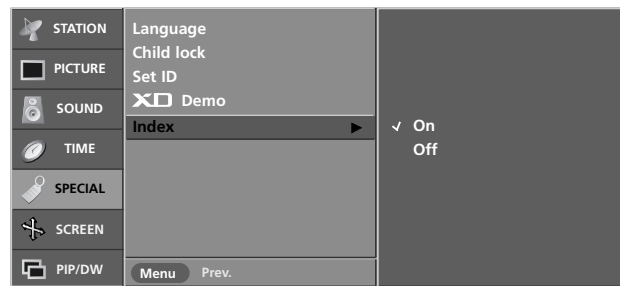 STATION
PICTURE
SOUND
TIME
SPECIAL
SCREEN
PIP/DW
Language
Child lock
Set ID
XD Demo
Index
Menu Prev.
On
Off